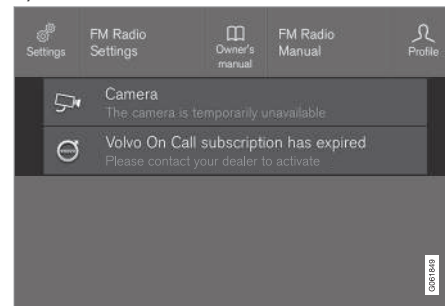 Settings
FM Radio
Settings
Owner's
manual
FM Radio
Manual
Profile
Camera
The camera is temporarily unavailable
Volvo On Call subscription has expired
Please contact your dealer to activate
G061849